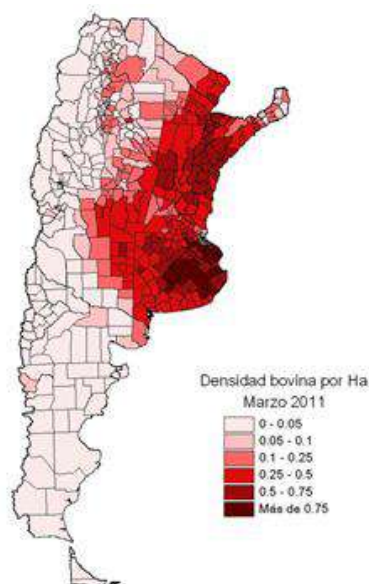 Densidad bovina por Ha
Marzo 2011
0 - 0.05
0.05 - 0.1
0.1 - 0.25
0.25 - 0.5
0.5 - 0.75
Más de 0.75